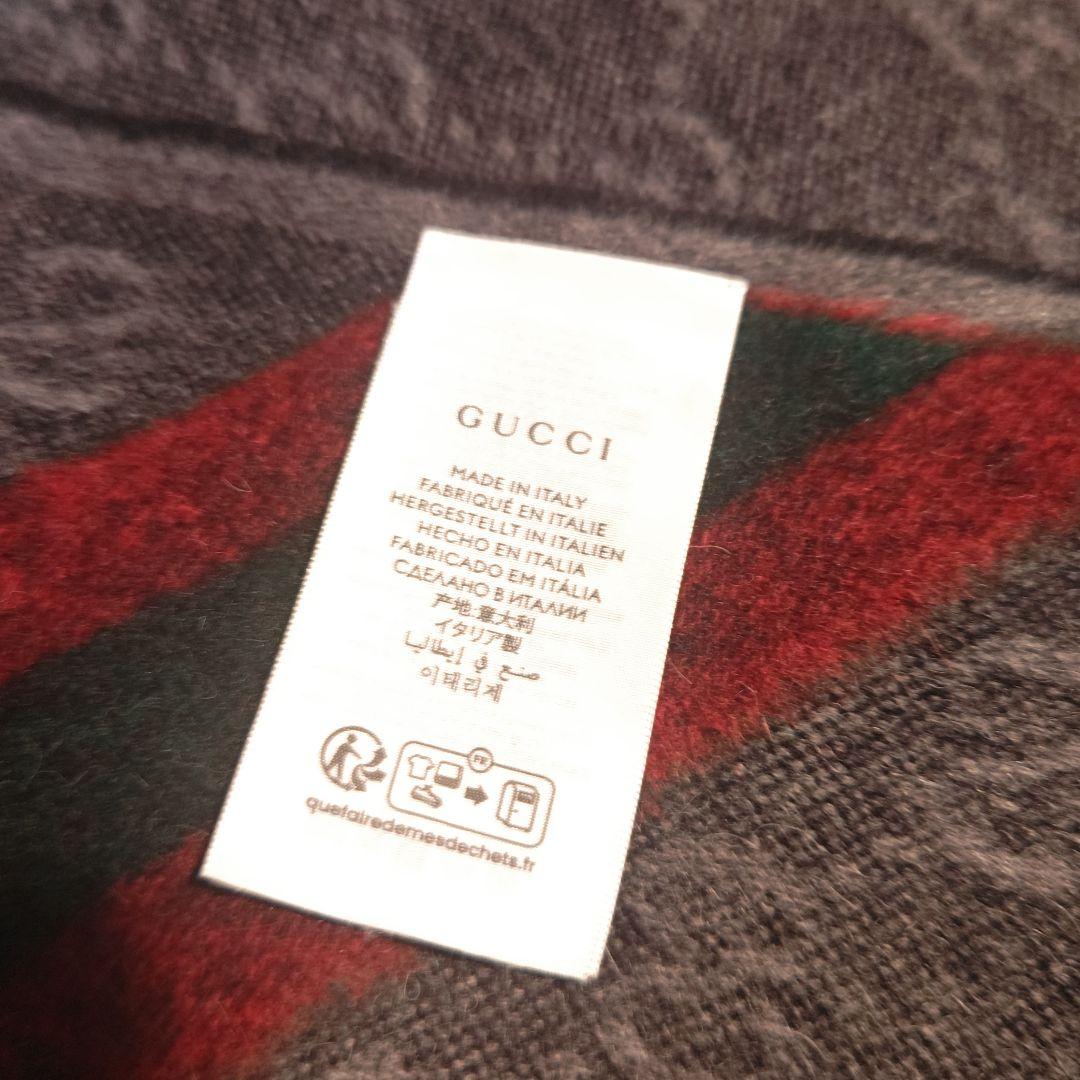 GUCCI
MADE IN ITALY
FABRIQUÉ EN ITALIE
HERGESTELLT IN ITALIEN
HECHO EN ITALIA
FABRICADO EM ITÁLIA
СДЕЛАНО В ИТАЛИИ
产地:意大利
イタリア製
صنع في إيطاليا
이태리제
FR
quefairedemesdechets.fr